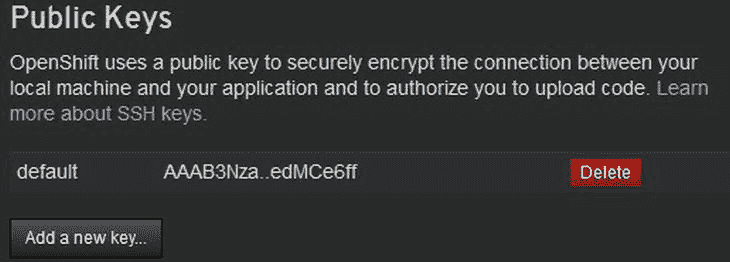 Public Keys
OpenShift uses a public key to securely encrypt the connection between your
local machine and your application and to authorize you to upload code. Learn
more about SSH keys.
default AAAB3Nza..edMCe6ff Delete
Add a new key...